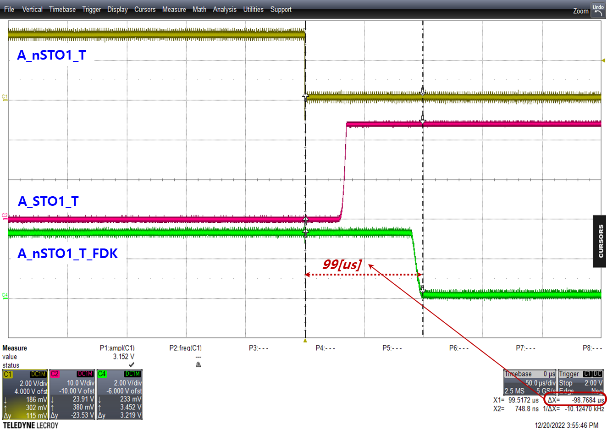 File Vertical Timebase Trigger Display Cursors Measure Math Analysis Utilities Support
Zoom Undo
A_nSTO1_T
A_STO1_T
A_nSTO1_T_FDK
99[us]
CURSORS
Measure P1:ampl(C1) P2:freq(C1) P3:--- P4:--- P5:--- P6:--- P7:--- P8:---
value 3.152 V ---
status
C1 DC1M C2 DC1M C4 DC1M Timebase 0 µs Trigger C1 DC
2.00 V/div 10.0 V/div 2.00 V/div 50.0 µs/div Stop 2.00 V
4.000 V ofst -10.00 V ofst -6.000 V ofst 2.5 MS 5 GS/s Edge Neg
186 mV 23.91 V 233 mV X1= 99.5172 µs ΔX= -98.7684 µs
302 mV 380 mV 3.452 V X2= 748.8 ns 1/ΔX= -10.12470 kHz
Δy 115 mV Δy -23.53 V Δy 3.219 V
TELEDYNE LECROY 12/20/2022 3:55:46 PM